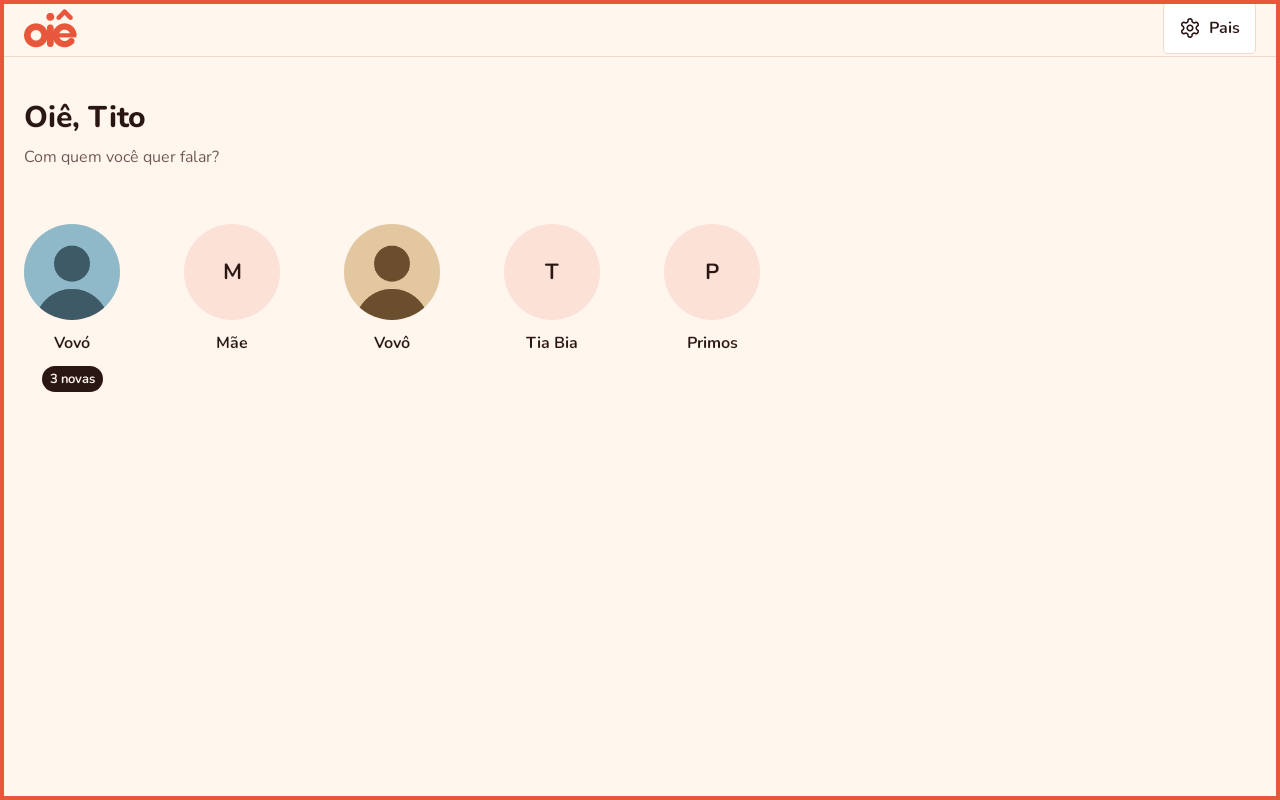 oiê
Pais
Oiê, Tito
Com quem você quer falar?
M
T
P
Vovó
Mãe
Vovô
Tia Bia
Primos
3 novas